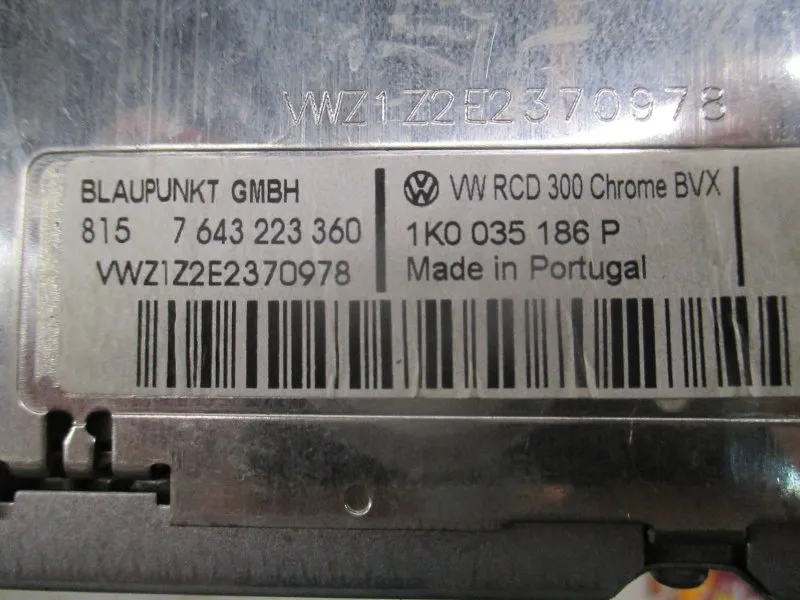 VWZ1Z2E2370978
BLAUPUNKT GMBH
815 7 643 223 360
VWZ1Z2E2370978
VW RCD 300 Chrome BVX
1K0 035 186 P
Made in Portugal